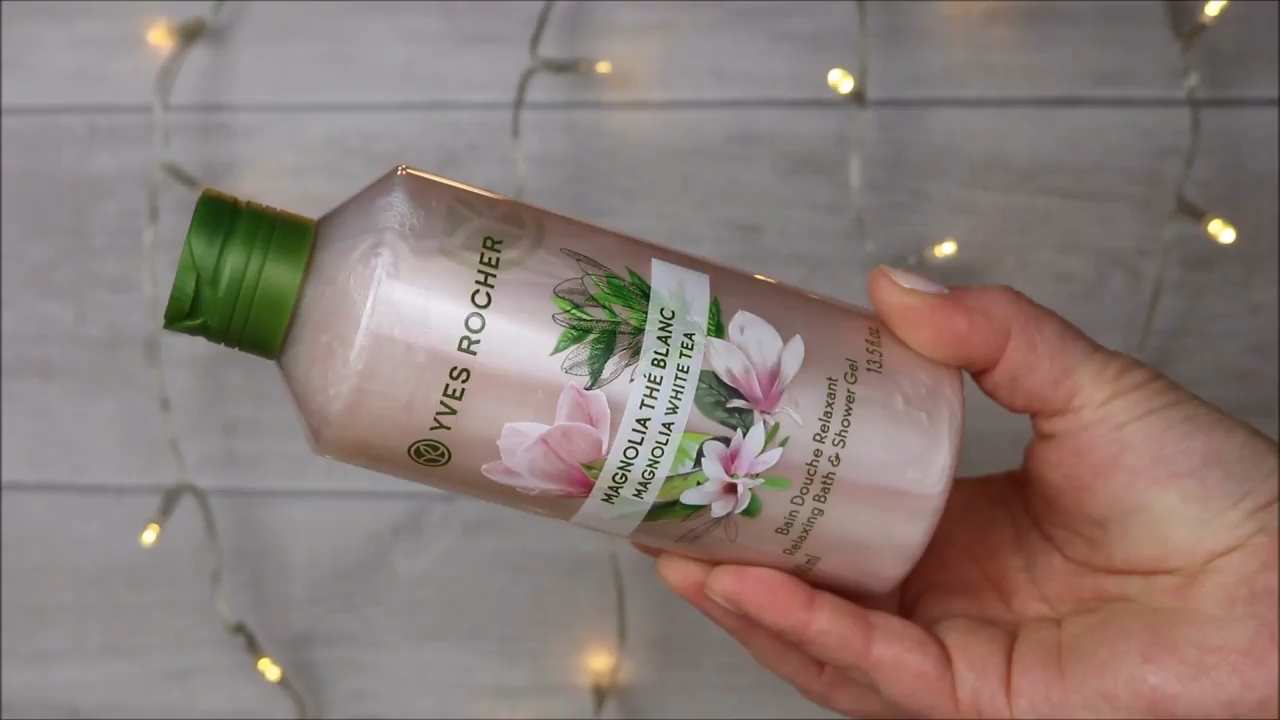 YVES ROCHER
MAGNOLIA THÉ BLANC
MAGNOLIA WHITE TEA
Bain Douche Relaxant
Relaxing Bath & Shower Gel
ml
13.5 fl.oz